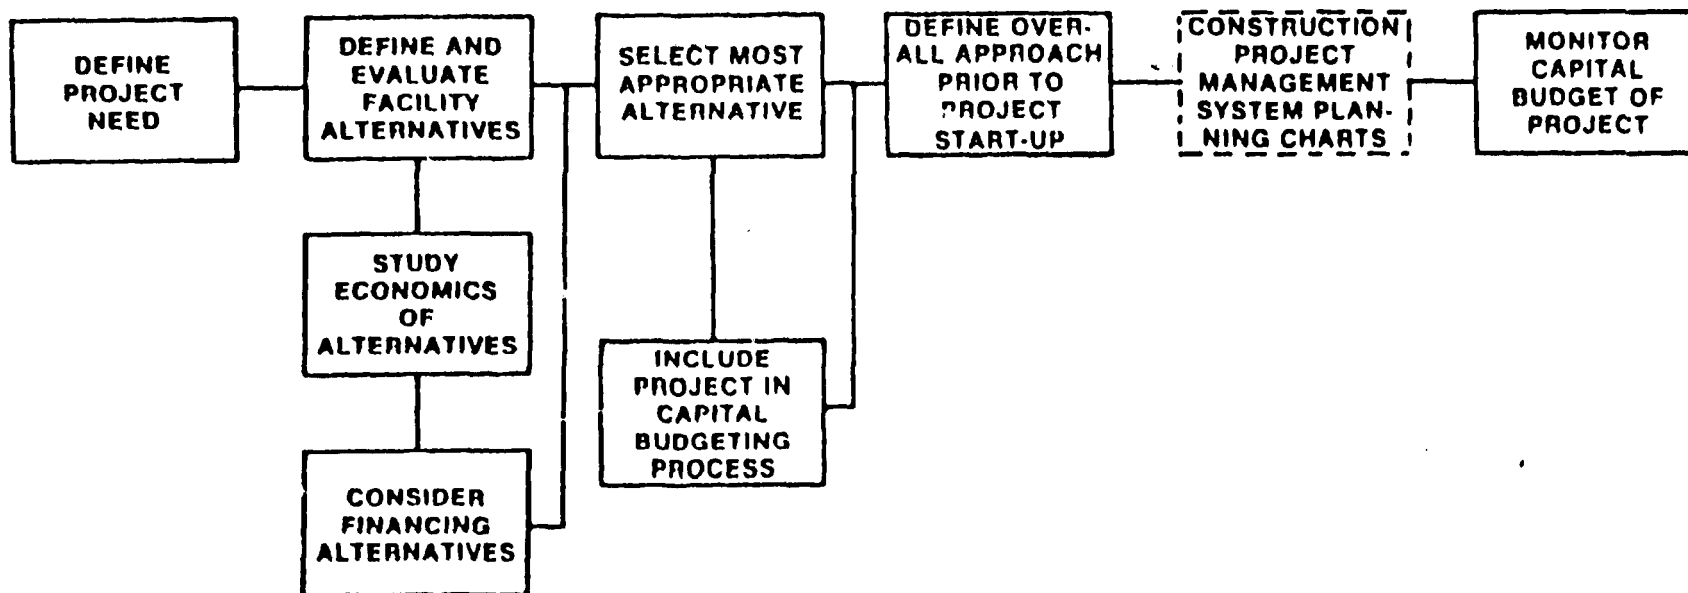 DEFINE
PROJECT
NEED
DEFINE AND
EVALUATE
FACILITY
ALTERNATIVES
SELECT MOST
APPROPRIATE
ALTERNATIVE
DEFINE OVER-
ALL APPROACH
PRIOR TO
PROJECT
START-UP
CONSTRUCTION
PROJECT
MANAGEMENT
SYSTEM PLAN-
NING CHARTS
MONITOR
CAPITAL
BUDGET OF
PROJECT
STUDY
ECONOMICS
OF
ALTERNATIVES
INCLUDE
PROJECT IN
CAPITAL
BUDGETING
PROCESS
CONSIDER
FINANCING
ALTERNATIVES